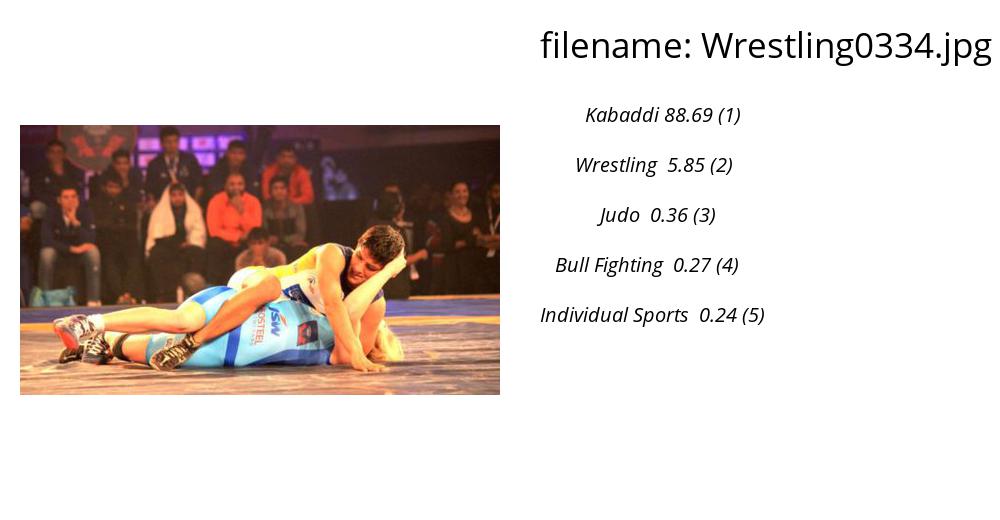 filename: Wrestling0334.jpg
Kabaddi 88.69 (1)
Wrestling 5.85 (2)
Judo 0.36 (3)
Bull Fighting 0.27 (4)
Individual Sports 0.24 (5)
JSW